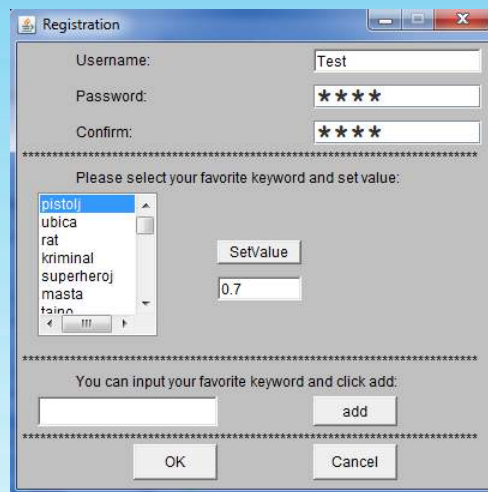 Registration
Username: Test
Password: ****
Confirm: ****
******************************************************************************************
Please select your favorite keyword and set value:
pistolj
ubica
rat
kriminal
superheroj
masta
tajno
SetValue
0.7
******************************************************************************************
You can input your favorite keyword and click add:
add
******************************************************************************************
OK Cancel